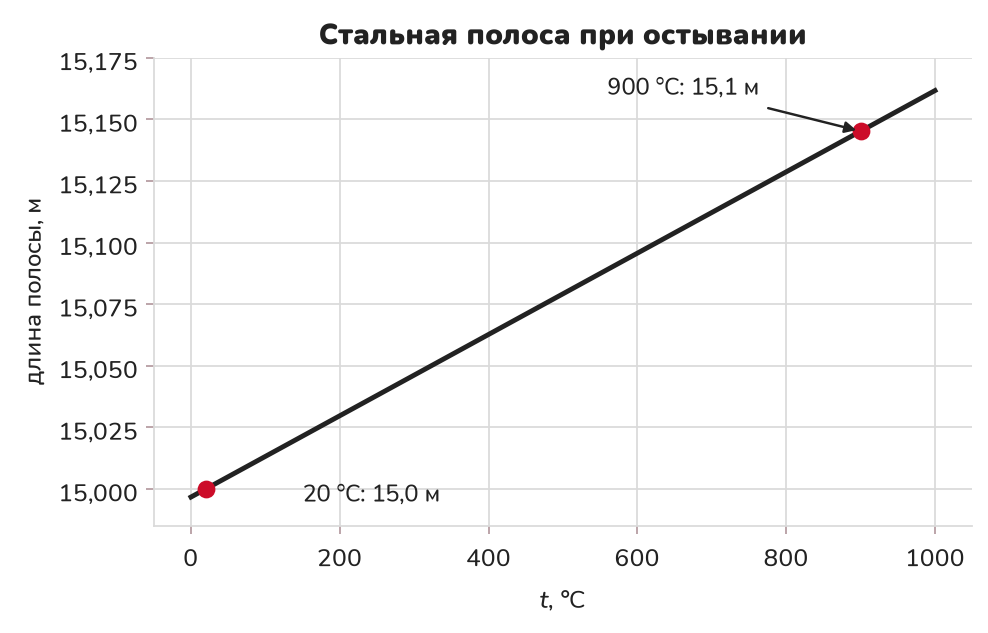 Стальная полоса при остывании
15,175
15,150
15,125
15,100
15,075
15,050
15,025
15,000
длина полосы, м
900 °C: 15,1 м
20 °C: 15,0 м
0 200 400 600 800 1000
t, °C